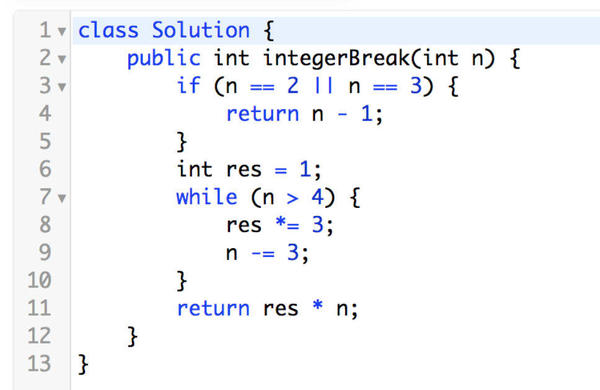 1 class Solution {
2     public int integerBreak(int n) {
3         if (n == 2 || n == 3) {
4             return n - 1;
5         }
6         int res = 1;
7         while (n > 4) {
8             res *= 3;
9             n -= 3;
10         }
11         return res * n;
12     }
13 }